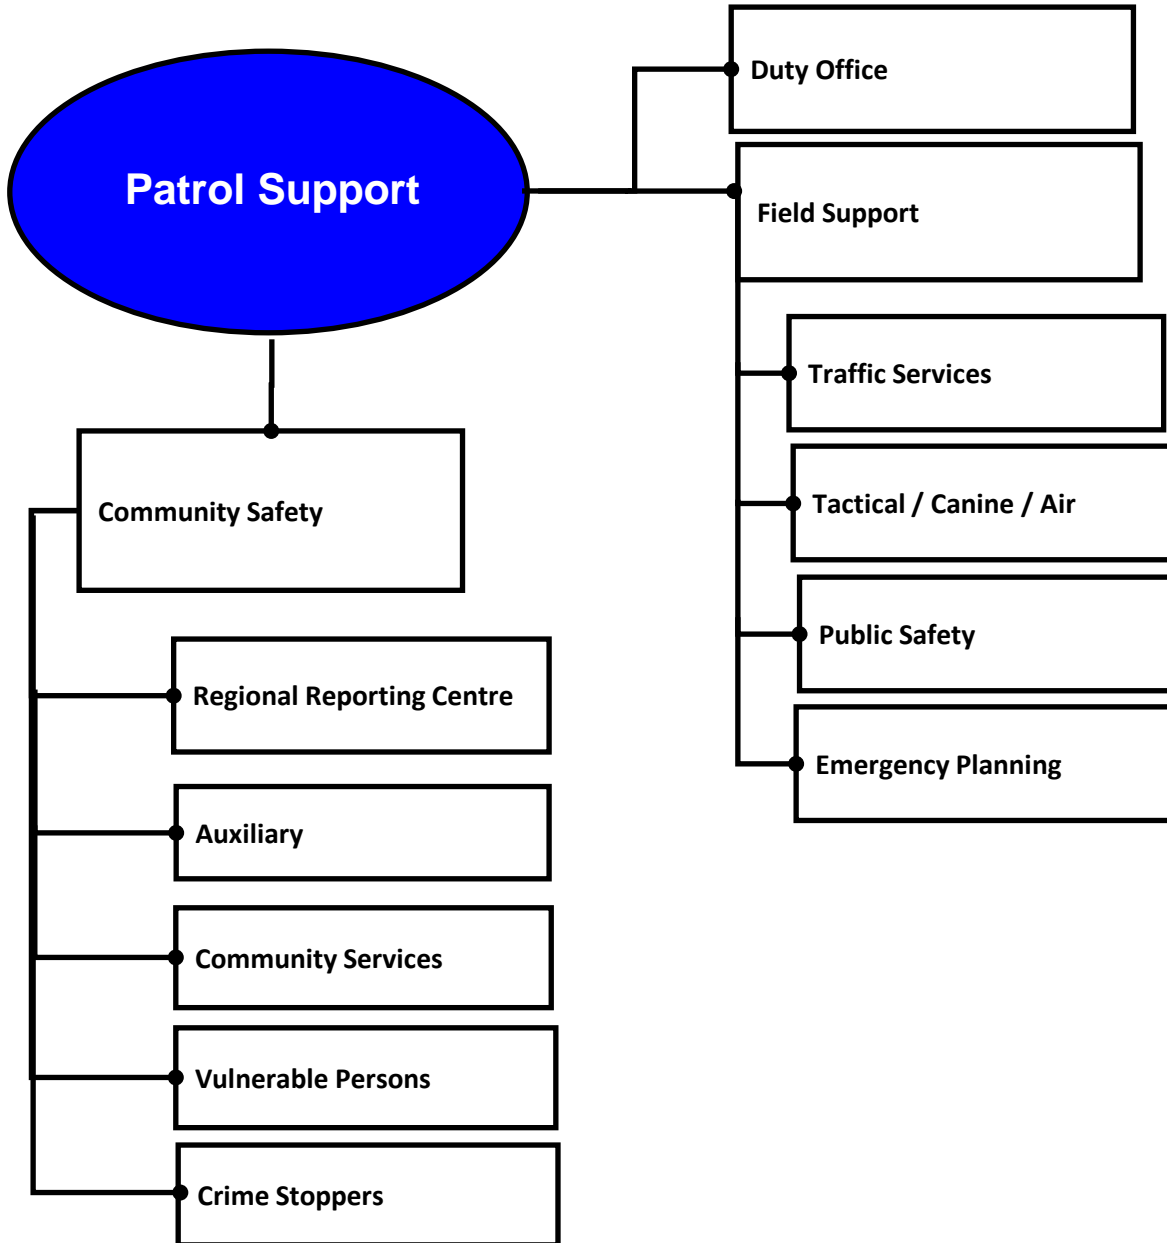 Patrol Support
Duty Office
Field Support
Traffic Services
Tactical / Canine / Air
Public Safety
Emergency Planning
Community Safety
Regional Reporting Centre
Auxiliary
Community Services
Vulnerable Persons
Crime Stoppers